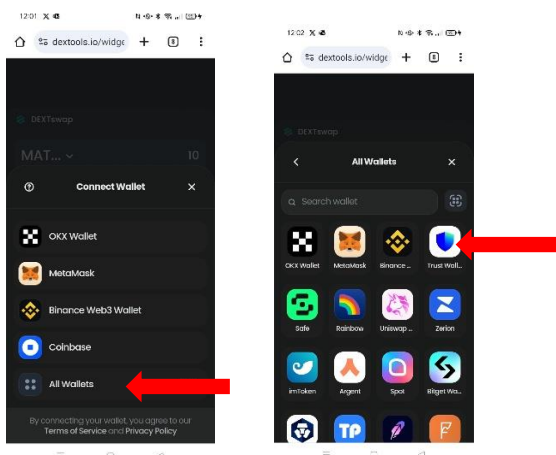 12:01
dextools.io/widge
8
DEXTswap
MAT...
10
Connect Wallet
OKX Wallet
MetaMask
Binance Web3 Wallet
Coinbase
All Wallets
By connecting your wallet, you agree to our
Terms of Service and Privacy Policy
12:02
dextools.io/widge
8
DEXTswap
All Wallets
Search wallet
OKX Wallet MetaMask Binance ... Trust Wall...
Safe Rainbow Uniswap ... Zerion
imToken Argent Spot Bitget Wa...
TP